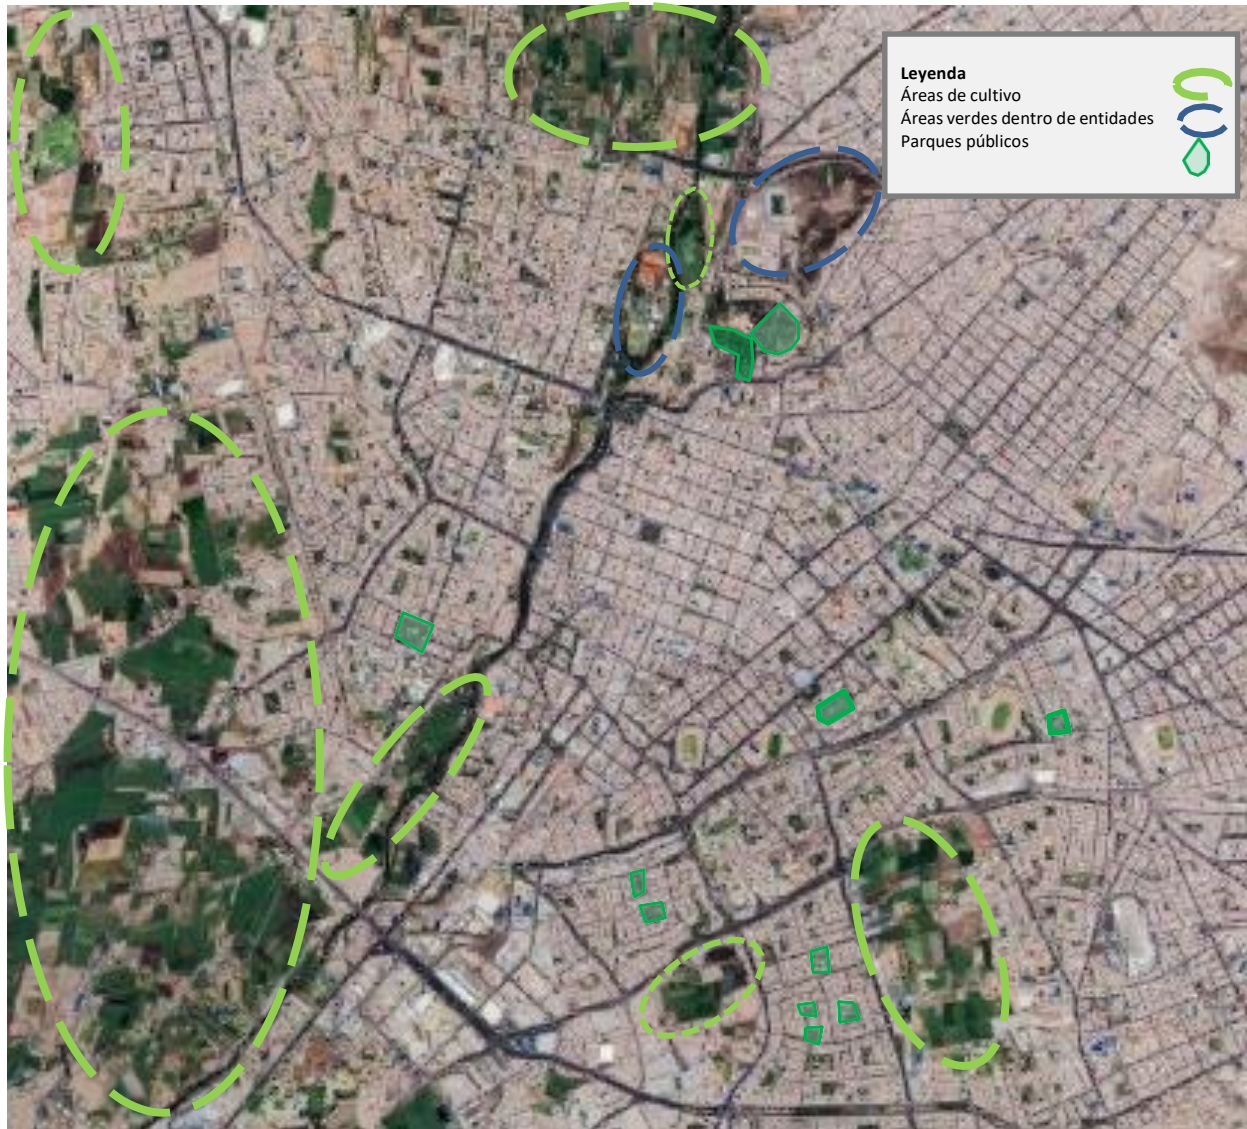 Leyenda
Áreas de cultivo
Áreas verdes dentro de entidades
Parques públicos